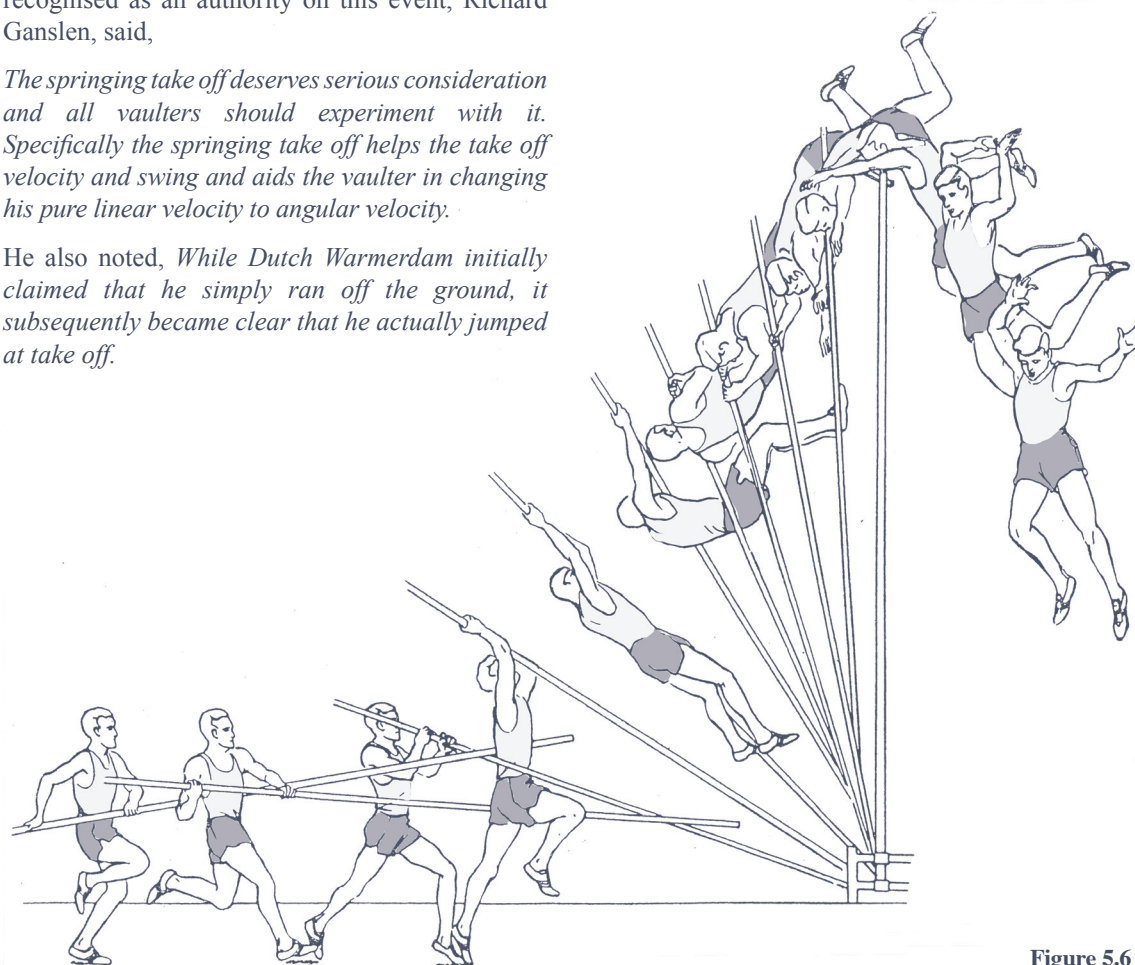 recognised as an authority on this event, Richard
Ganslen, said,
The springing take off deserves serious consideration
and all vaulters should experiment with it.
Specifically the springing take off helps the take off
velocity and swing and aids the vaulter in changing
his pure linear velocity to angular velocity.
He also noted, While Dutch Warmerdam initially
claimed that he simply ran off the ground, it
subsequently became clear that he actually jumped
at take off.
Figure 5.6